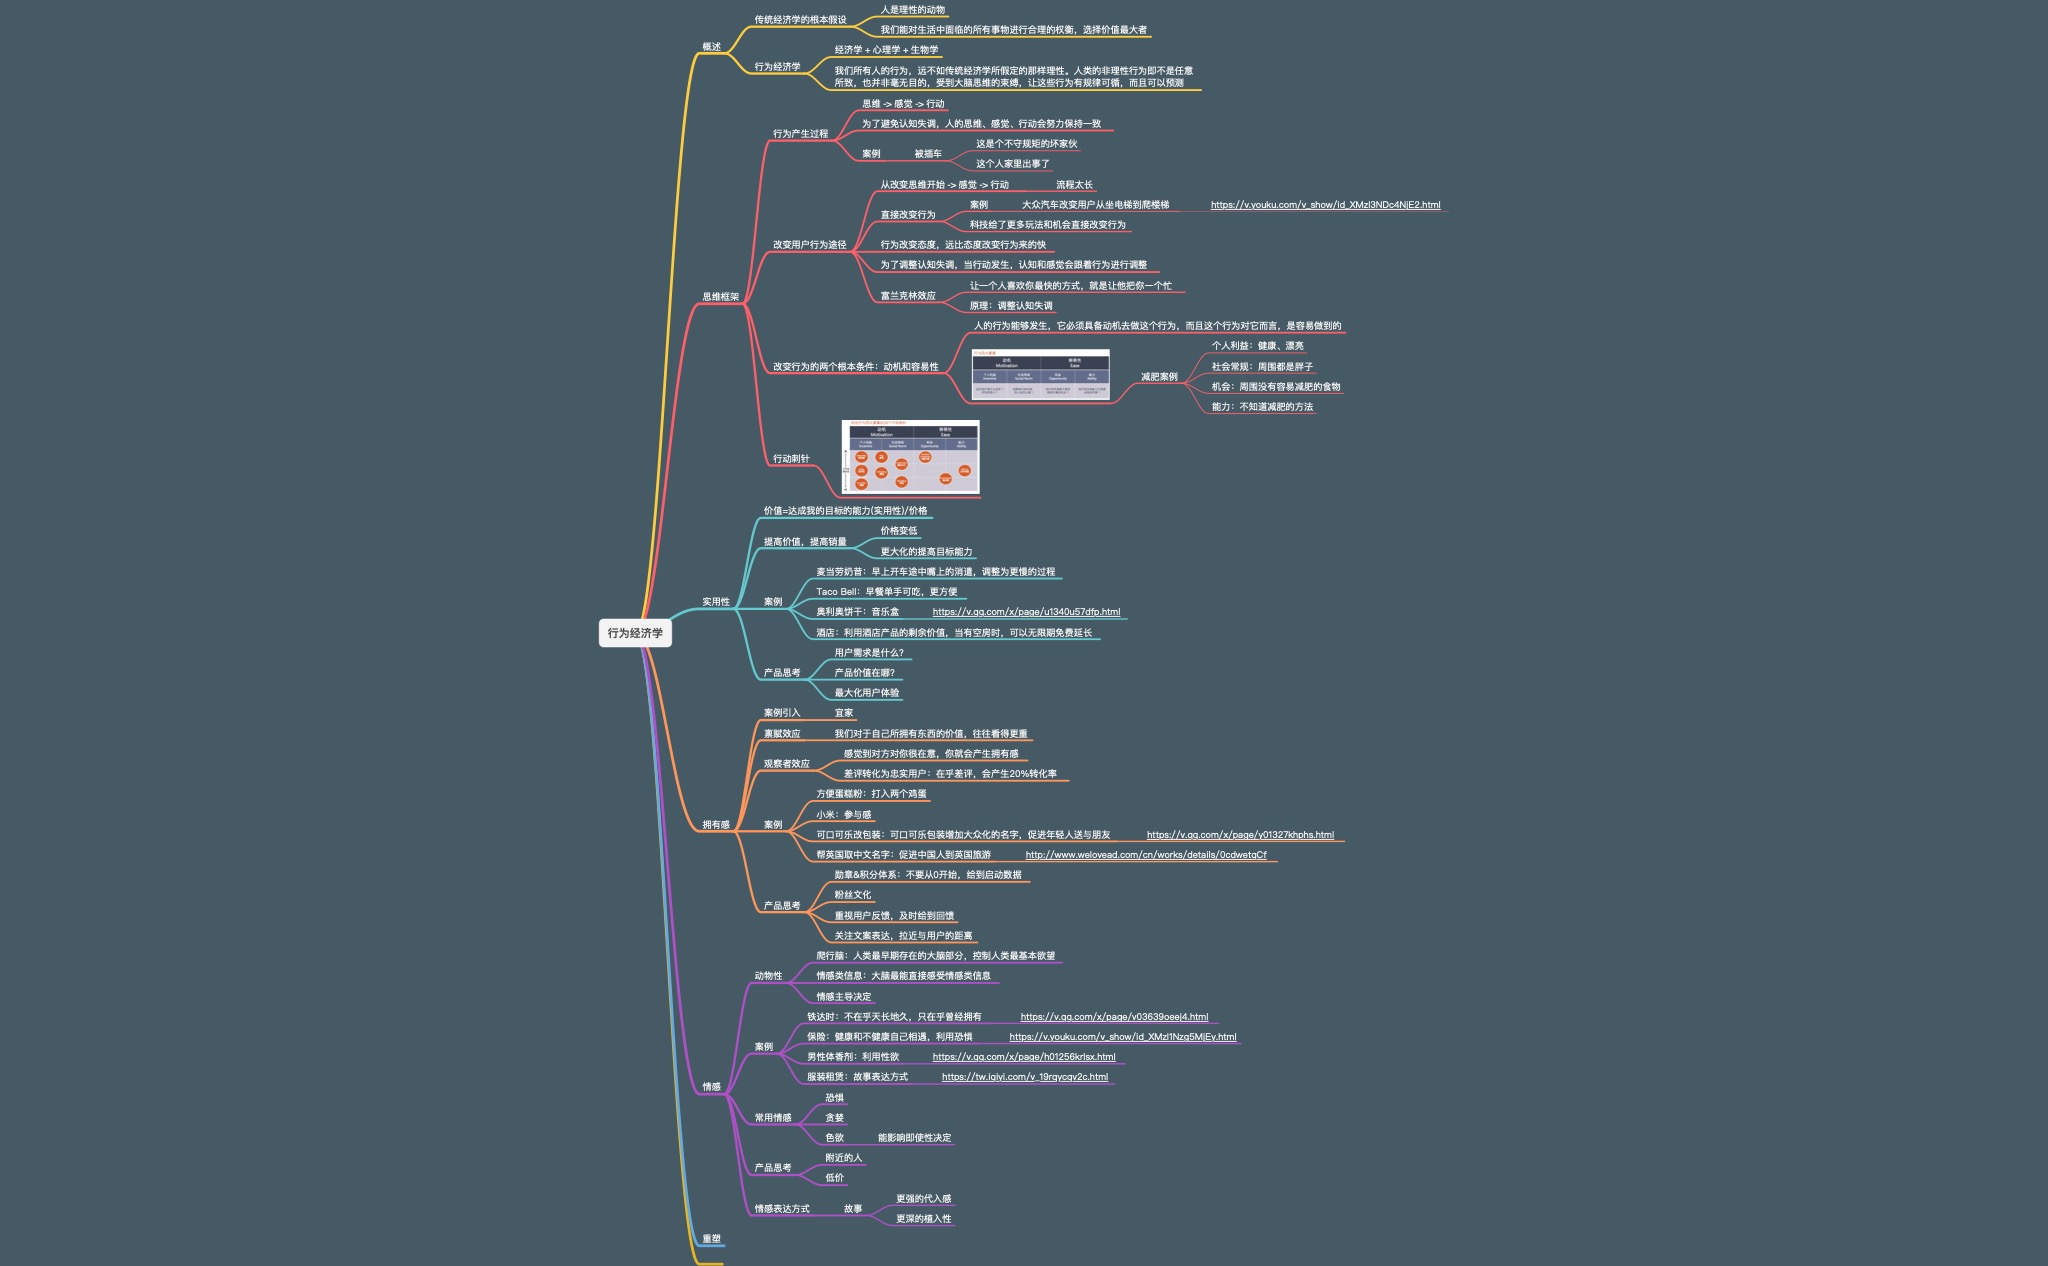 行为经济学
概述
传统经济学的根本假设
人是理性的动物
我们能对生活中面临的所有事物进行合理的权衡，选择价值最大者
行为经济学
经济学 + 心理学 + 生物学
我们所有人的行为，远不如传统经济学所假定的那样理性。人类的非理性行为即不是任意
所致，也并非毫无目的，受到大脑思维的束缚，让这些行为有规律可循，而且可以预测
思维框架
行为产生过程
思维 -> 感觉 -> 行动
为了避免认知失调，人的思维、感觉、行动会努力保持一致
案例
被插车
这是个不守规矩的坏家伙
这个人家里出事了
改变用户行为途径
从改变思维开始 -> 感觉 -> 行动
流程太长
直接改变行为
案例
大众汽车改变用户从坐电梯到爬楼梯
https://v.youku.com/v_show/id_XMzI3NDc4NjE2.html
科技给了更多玩法和机会直接改变行为
行为改变态度，远比态度改变行为来的快
为了调整认知失调，当行动发生，认知和感觉会跟着行为进行调整
富兰克林效应
让一个人喜欢你最快的方式，就是让他把你一个忙
原理：调整认知失调
改变行为的两个根本条件：动机和容易性
人的行为能够发生，它必须具备动机去做这个行为，而且这个行为对它而言，是容易做到的
动机
Motivation
容易性
Ease
个人利益
Incentive
社会常规
Social Norm
机会
Opportunity
能力
Ability
减肥案例
个人利益：健康、漂亮
社会常规：周围都是胖子
机会：周围没有容易减肥的食物
能力：不知道减肥的方法
行动刺针
动机
Motivation
容易性
Ease
个人利益
Incentive
社会常规
Social Norm
机会
Opportunity
能力
Ability
实用性
价值=达成我的目标的能力(实用性)/价格
提高价值，提高销量
价格变低
更大化的提高目标能力
案例
麦当劳奶昔：早上开车途中嘴上的消遣，调整为更慢的过程
Taco Bell：早餐单手可吃，更方便
奥利奥饼干：音乐盒
https://v.qq.com/x/page/u1340u57dfp.html
酒店：利用酒店产品的剩余价值，当有空房时，可以无限期免费延长
产品思考
用户需求是什么？
产品价值在哪？
最大化用户体验
拥有感
案例引入
宜家
禀赋效应
我们对于自己所拥有东西的价值，往往看得更重
观察者效应
感觉到对方对你很在意，你就会产生拥有感
差评转化为忠实用户：在乎差评，会产生20%转化率
案例
方便蛋糕粉：打入两个鸡蛋
小米：参与感
可口可乐改包装：可口可乐包装增加大众化的名字，促进年轻人送与朋友
https://v.qq.com/x/page/y01327khphs.html
帮英国取中文名字：促进中国人到英国旅游
http://www.welovead.com/cn/works/details/0cdwetqCf
产品思考
勋章&积分体系：不要从0开始，给到启动数据
粉丝文化
重视用户反馈，及时给到回馈
关注文案表达，拉近与用户的距离
情感
动物性
爬行脑：人类最早期存在的大脑部分，控制人类最基本欲望
情感类信息：大脑最能直接感受情感类信息
情感主导决定
案例
铁达时：不在乎天长地久，只在乎曾经拥有
https://v.qq.com/x/page/v03639oeej4.html
保险：健康和不健康自己相遇，利用恐惧
https://v.youku.com/v_show/id_XMzI1Nzg5MjEy.html
男性体香剂：利用性欲
https://v.qq.com/x/page/h01256krlsx.html
服装租赁：故事表达方式
https://tw.iqiyi.com/v_19rqycqv2c.html
常用情感
恐惧
贪婪
色欲
能影响即使性决定
产品思考
附近的人
低价
情感表达方式
故事
更强的代入感
更深的植入性
重塑